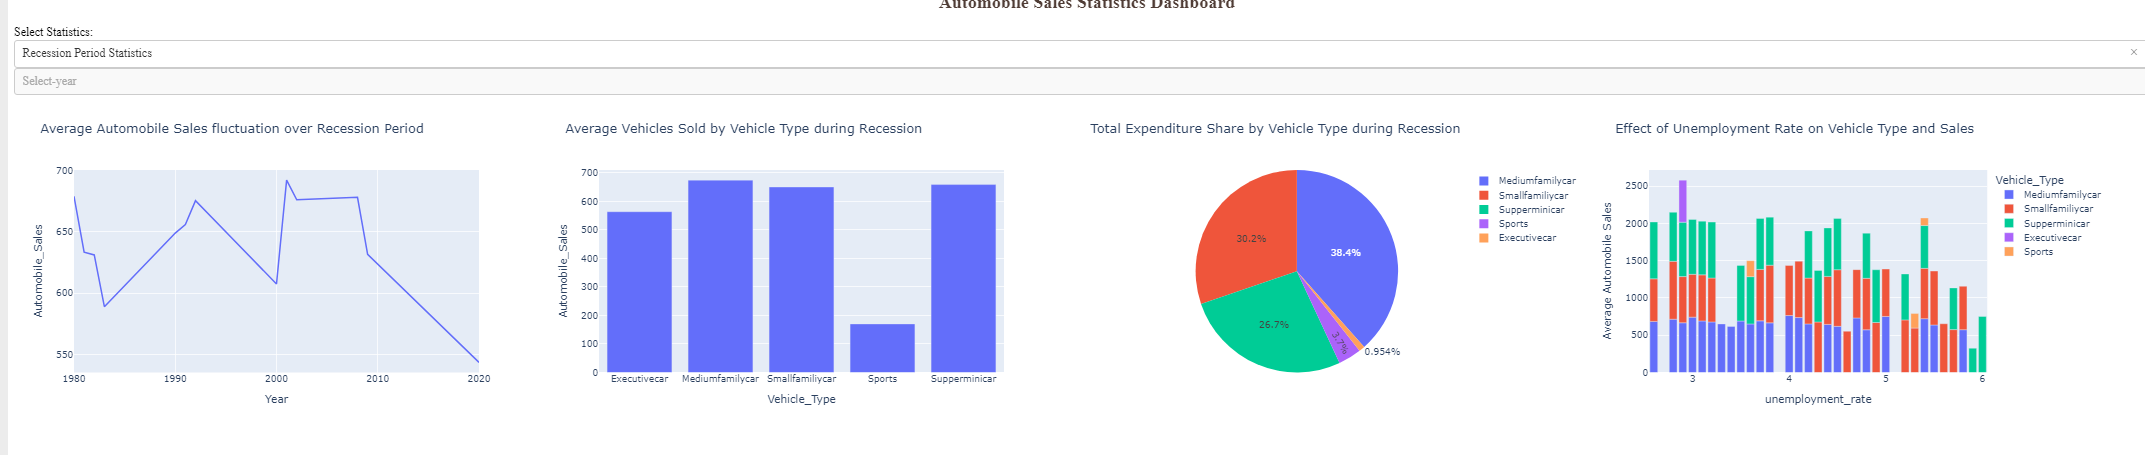 Automobile Sales Statistics Dashboard
Select Statistics:
Recession Period Statistics ×
Select-year
Average Automobile Sales fluctuation over Recession Period
700
650
600
550
Automobile_Sales
1980 1990 2000 2010 2020
Year
Average Vehicles Sold by Vehicle Type during Recession
700
600
500
400
300
200
100
0
Automobile_Sales
Executivecar Mediumfamilycar Smallfamiliycar Sports Supperminicar
Vehicle_Type
Total Expenditure Share by Vehicle Type during Recession
38.4%
30.2%
26.7%
3.7%
0.954%
Mediumfamilycar
Smallfamiliycar
Supperminicar
Sports
Executivecar
Effect of Unemployment Rate on Vehicle Type and Sales
2500
2000
1500
1000
500
0
Average Automobile Sales
3 4 5 6
unemployment_rate
Vehicle_Type
Mediumfamilycar
Smallfamiliycar
Supperminicar
Executivecar
Sports